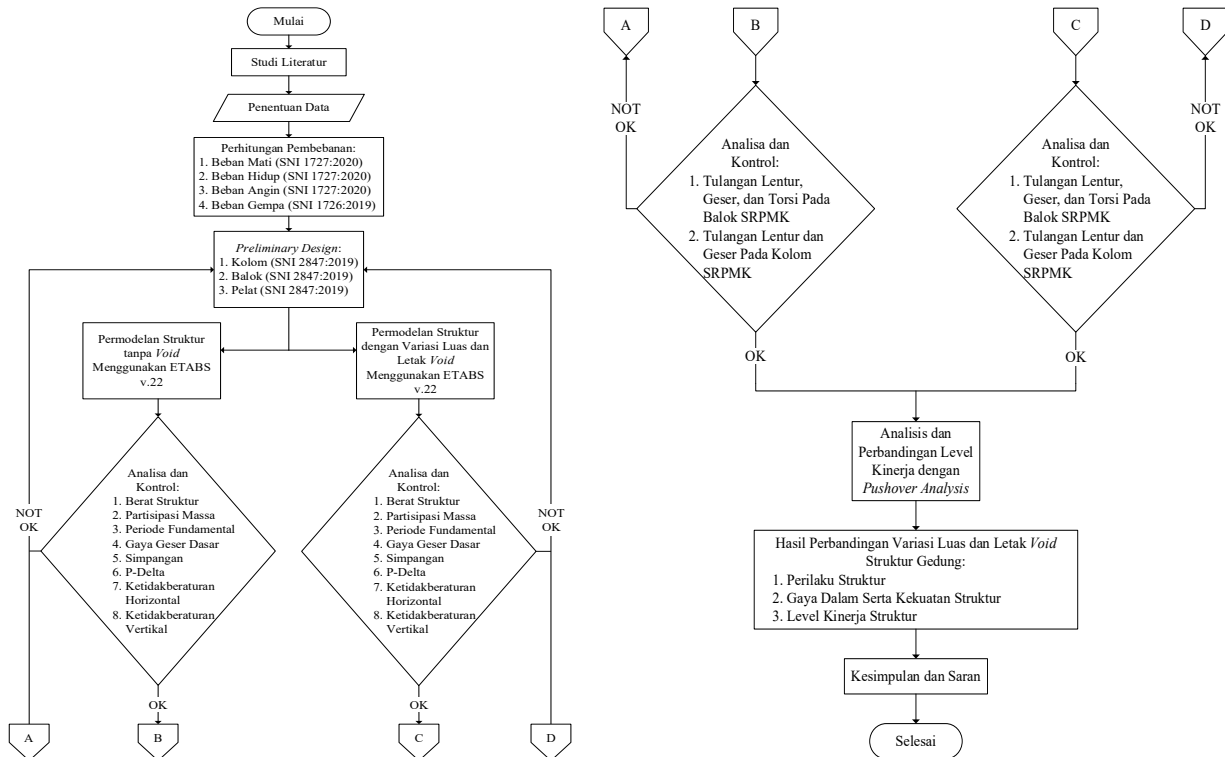 Mulai
Studi Literatur
Penentuan Data
Perhitungan Pembebanan:
1. Beban Mati (SNI 1727:2020)
2. Beban Hidup (SNI 1727:2020)
3. Beban Angin (SNI 1727:2020)
4. Beban Gempa (SNI 1726:2019)
Preliminary Design:
1. Kolom (SNI 2847:2019)
2. Balok (SNI 2847:2019)
3. Pelat (SNI 2847:2019)
Permodelan Struktur
tanpa Void
Menggunakan ETABS
v.22
Permodelan Struktur
dengan Variasi Luas dan
Letak Void
Menggunakan ETABS
v.22
Analisa dan
Kontrol:
1. Berat Struktur
2. Partisipasi Massa
3. Periode Fundamental
4. Gaya Geser Dasar
5. Simpangan
6. P-Delta
7. Ketidakberaturan
Horizontal
8. Ketidakberaturan
Vertikal
NOT
OK
OK
Analisa dan
Kontrol:
1. Berat Struktur
2. Partisipasi Massa
3. Periode Fundamental
4. Gaya Geser Dasar
5. Simpangan
6. P-Delta
7. Ketidakberaturan
Horizontal
8. Ketidakberaturan
Vertikal
NOT
OK
OK
A
B
C
D
A
B
C
D
NOT
OK
Analisa dan
Kontrol:
1. Tulangan Lentur,
Geser, dan Torsi Pada
Balok SRPMK
2. Tulangan Lentur dan
Geser Pada Kolom
SRPMK
OK
Analisa dan
Kontrol:
1. Tulangan Lentur,
Geser, dan Torsi Pada
Balok SRPMK
2. Tulangan Lentur dan
Geser Pada Kolom
SRPMK
NOT
OK
OK
Analisis dan
Perbandingan Level
Kinerja dengan
Pushover Analysis
Hasil Perbandingan Variasi Luas dan Letak Void
Struktur Gedung:
1. Perilaku Struktur
2. Gaya Dalam Serta Kekuatan Struktur
3. Level Kinerja Struktur
Kesimpulan dan Saran
Selesai